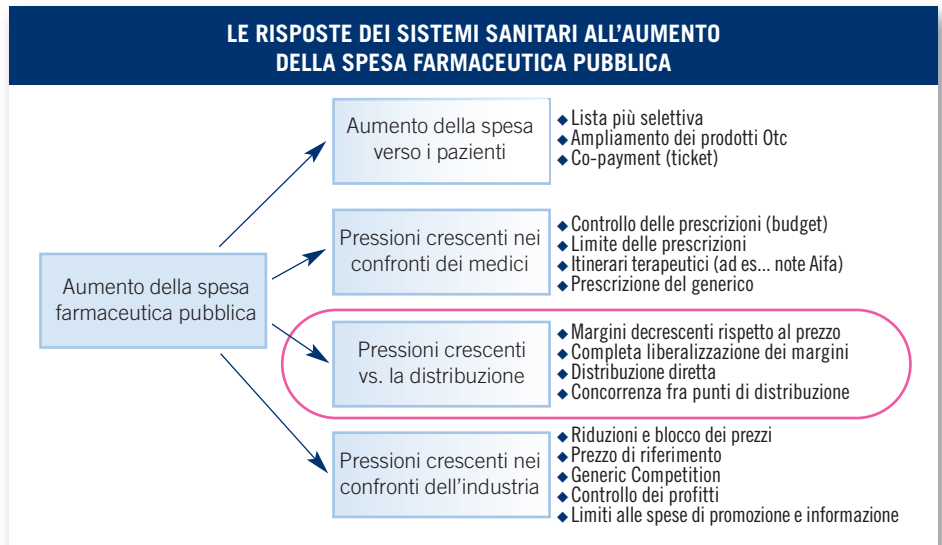 LE RISPOSTE DEI SISTEMI SANITARI ALL'AUMENTO
DELLA SPESA FARMACEUTICA PUBBLICA
Aumento della spesa
farmaceutica pubblica
Aumento della spesa
verso i pazienti
◆ Lista più selettiva
◆ Ampliamento dei prodotti Otc
◆ Co-payment (ticket)
Pressioni crescenti nei
confronti dei medici
◆ Controllo delle prescrizioni (budget)
◆ Limite delle prescrizioni
◆ Itinerari terapeutici (ad es... note Aifa)
◆ Prescrizione del generico
Pressioni crescenti
vs. la distribuzione
◆ Margini decrescenti rispetto al prezzo
◆ Completa liberalizzazione dei margini
◆ Distribuzione diretta
◆ Concorrenza fra punti di distribuzione
Pressioni crescenti nei
confronti dell'industria
◆ Riduzioni e blocco dei prezzi
◆ Prezzo di riferimento
◆ Generic Competition
◆ Controllo dei profitti
◆ Limiti alle spese di promozione e informazione